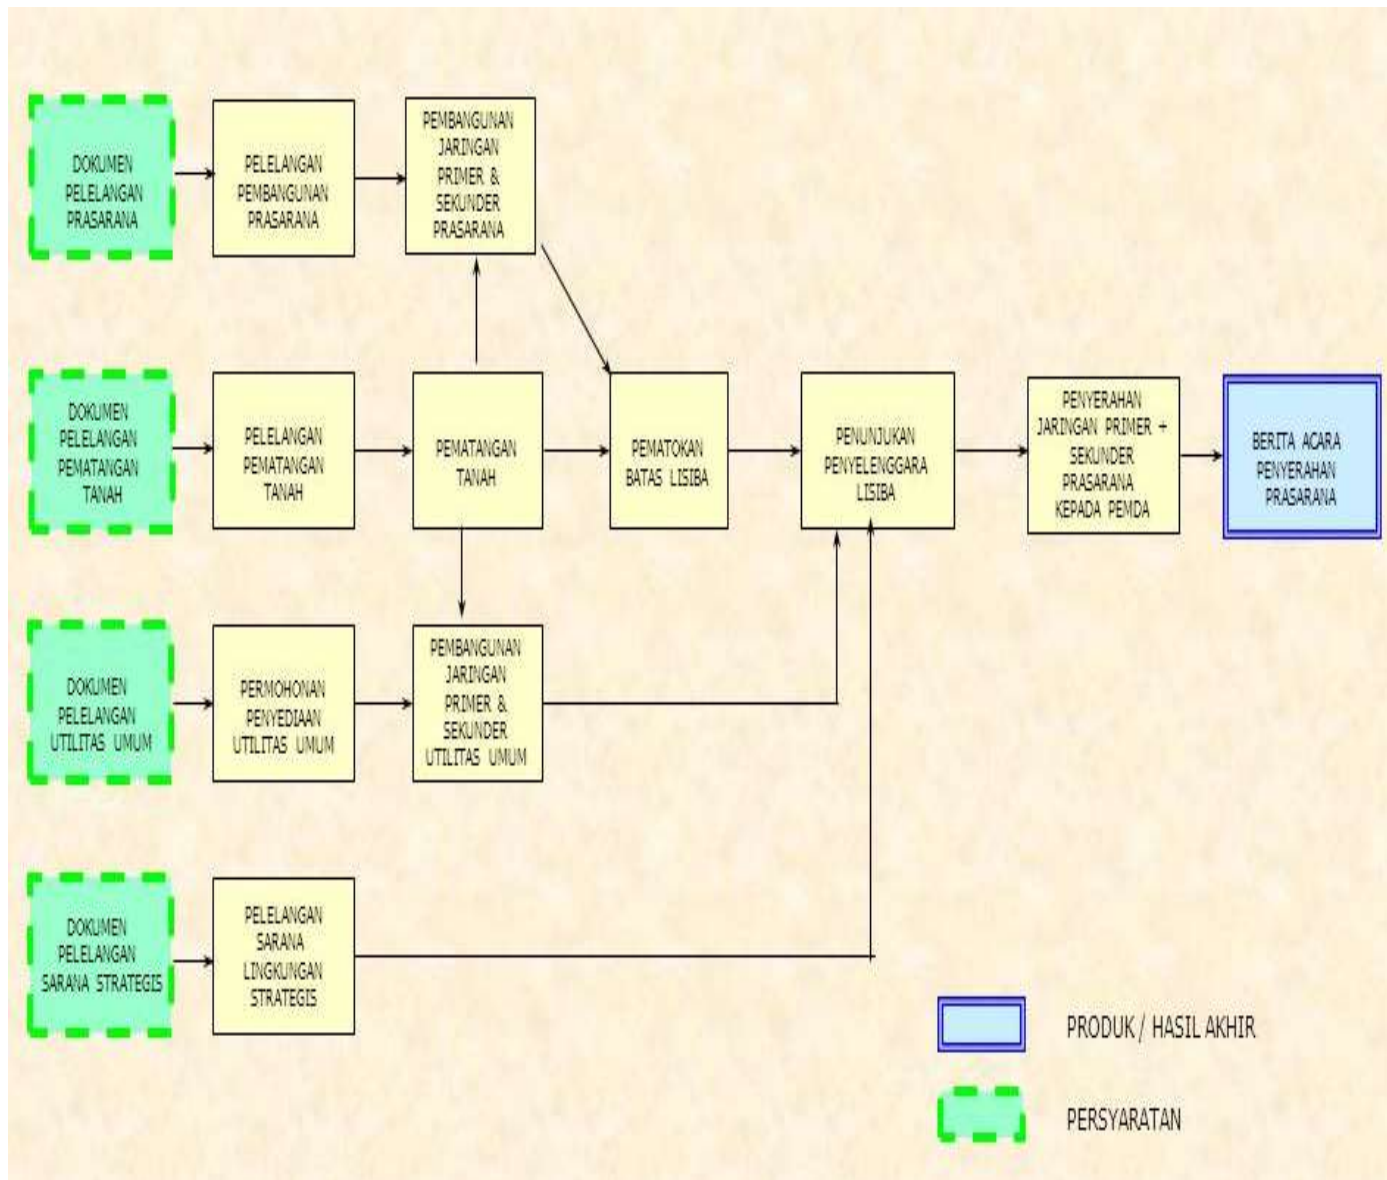 DOKUMEN
PELELANGAN
PRASARANA
PELELANGAN
PEMBANGUNAN
PRASARANA
PEMBANGUNAN
JARINGAN
PRIMER &
SEKUNDER
PRASARANA
DOKUMEN
PELELANGAN
PEMATANGAN
TANAH
PELELANGAN
PEMATANGAN
TANAH
PEMATANGAN
TANAH
PEMATOKAN
BATAS LISIBA
PENUNJUKAN
PENYELENGGARA
LISIBA
PENYERAHAN
JARINGAN PRIMER +
SEKUNDER
PRASARANA
KEPADA PEMDA
BERITA ACARA
PENYERAHAN
PRASARANA
DOKUMEN
PELELANGAN
UTILITAS UMUM
PERMOHONAN
PENYEDIAAN
UTILITAS UMUM
PEMBANGUNAN
JARINGAN
PRIMER &
SEKUNDER
UTILITAS UMUM
DOKUMEN
PELELANGAN
SARANA STRATEGIS
PELELANGAN
SARANA
LINGKUNGAN
STRATEGIS
PRODUK / HASIL AKHIR
PERSYARATAN